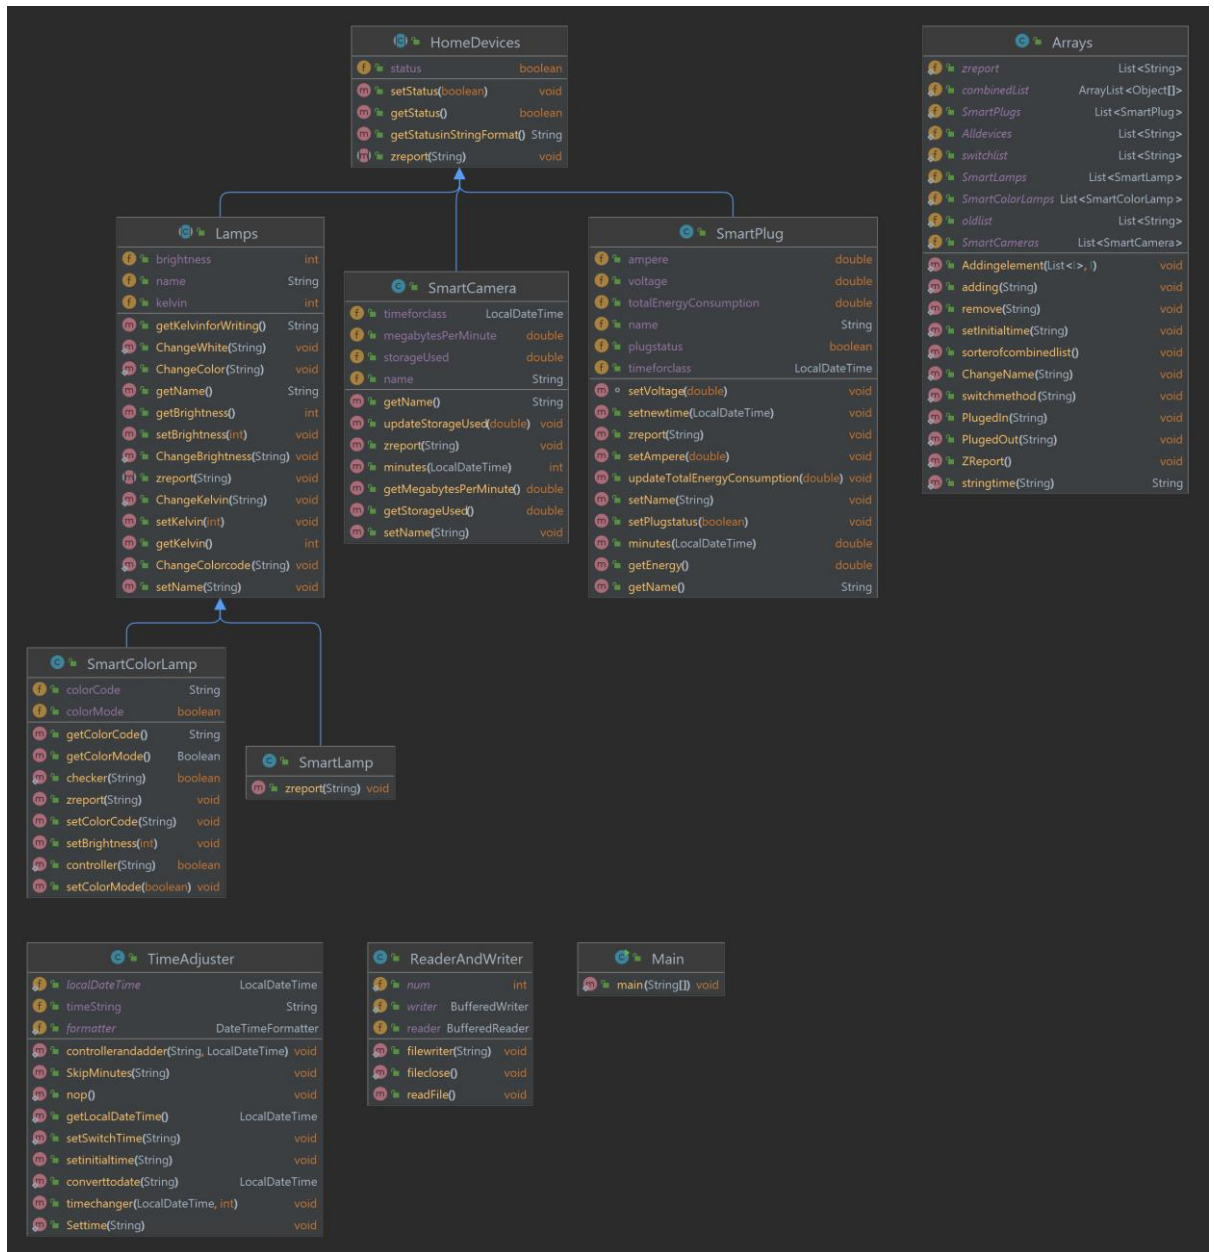 HomeDevices
status boolean
setStatus(boolean) void
getStatus() boolean
getStatusinStringFormat() String
zreport(String) void
Arrays
zreport List<String>
combinedList ArrayList<Object[]>
SmartPlugs List<SmartPlug>
Alldevices List<String>
switchlist List<String>
SmartLamps List<SmartLamp>
SmartColorLamps List<SmartColorLamp>
oldlist List<String>
SmartCameras List<SmartCamera>
Addingelement(List<>, ) void
adding(String) void
remove(String) void
setInitialtime(String) void
sorterofcombinedlist() void
ChangeName(String) void
switchmethod(String) void
PlugedIn(String) void
PlugedOut(String) void
ZReport() void
stringtime(String) String
Lamps
brightness int
name String
kelvin int
getKelvinforWriting() String
ChangeWhite(String) void
ChangeColor(String) void
getName() String
getBrightness() int
setBrightness(int) void
ChangeBrightness(String) void
zreport(String) void
ChangeKelvin(String) void
setKelvin(int) void
getKelvin() int
ChangeColorcode(String) void
setName(String) void
SmartCamera
timeforclass LocalDateTime
megabytesPerMinute double
storageUsed double
name String
getName() String
updateStorageUsed(double) void
zreport(String) void
minutes(LocalDateTime) int
getMegabytesPerMinute() double
getStorageUsed() double
setName(String) void
SmartPlug
ampere double
voltage double
totalEnergyConsumption double
name String
plugstatus boolean
timeforclass LocalDateTime
setVoltage(double) void
setnewtime(LocalDateTime) void
zreport(String) void
setAmpere(double) void
updateTotalEnergyConsumption(double) void
setName(String) void
setPlugstatus(boolean) void
minutes(LocalDateTime) double
getEnergy() double
getName() String
SmartColorLamp
colorCode String
colorMode boolean
getColorCode() String
getColorMode() Boolean
checker(String) boolean
zreport(String) void
setColorCode(String) void
setBrightness(int) void
controller(String) boolean
setColorMode(boolean) void
SmartLamp
zreport(String) void
TimeAdjuster
localDateTime LocalDateTime
timeString String
formatter DateTimeFormatter
controllerandadder(String, LocalDateTime) void
SkipMinutes(String) void
nop() void
getLocalDateTime() LocalDateTime
setSwitchTime(String) void
setinitialtime(String) void
converttodate(String) LocalDateTime
timechanger(LocalDateTime, int) void
Settime(String) void
ReaderAndWriter
num int
writer BufferedWriter
reader BufferedReader
filewriter(String) void
fileclose() void
readFile() void
Main
main(String[]) void